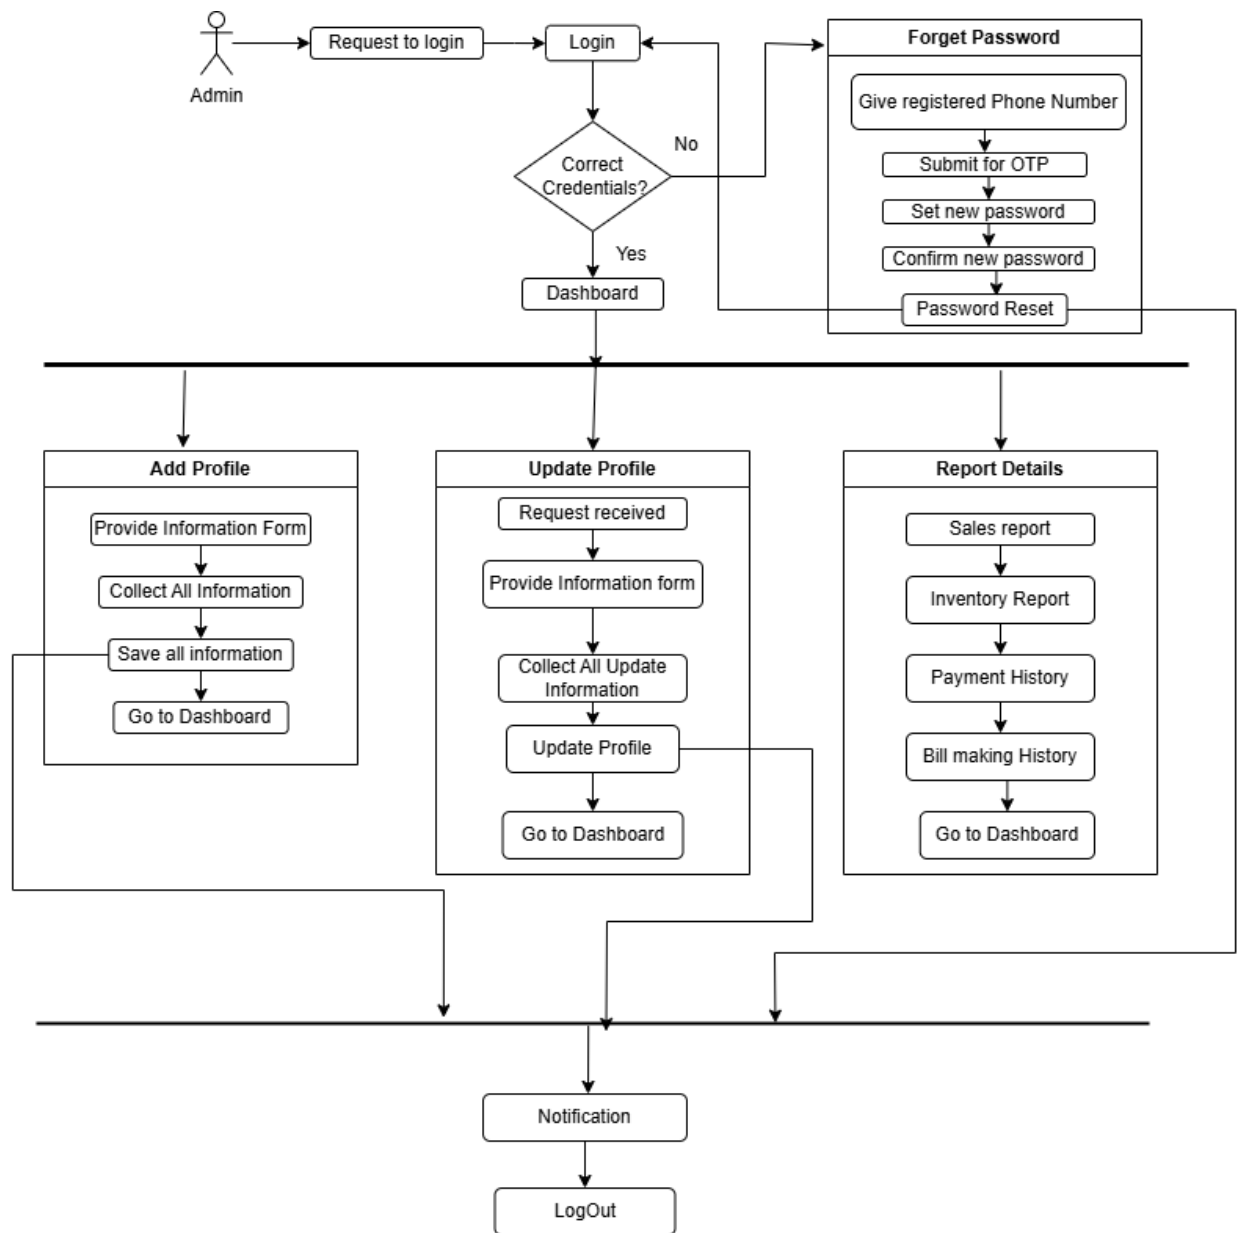 Admin
Request to login
Login
Correct
Credentials?
No
Yes
Dashboard
Forget Password
Give registered Phone Number
Submit for OTP
Set new password
Confirm new password
Password Reset
Add Profile
Provide Information Form
Collect All Information
Save all information
Go to Dashboard
Update Profile
Request received
Provide Information form
Collect All Update
Information
Update Profile
Go to Dashboard
Report Details
Sales report
Inventory Report
Payment History
Bill making History
Go to Dashboard
Notification
LogOut